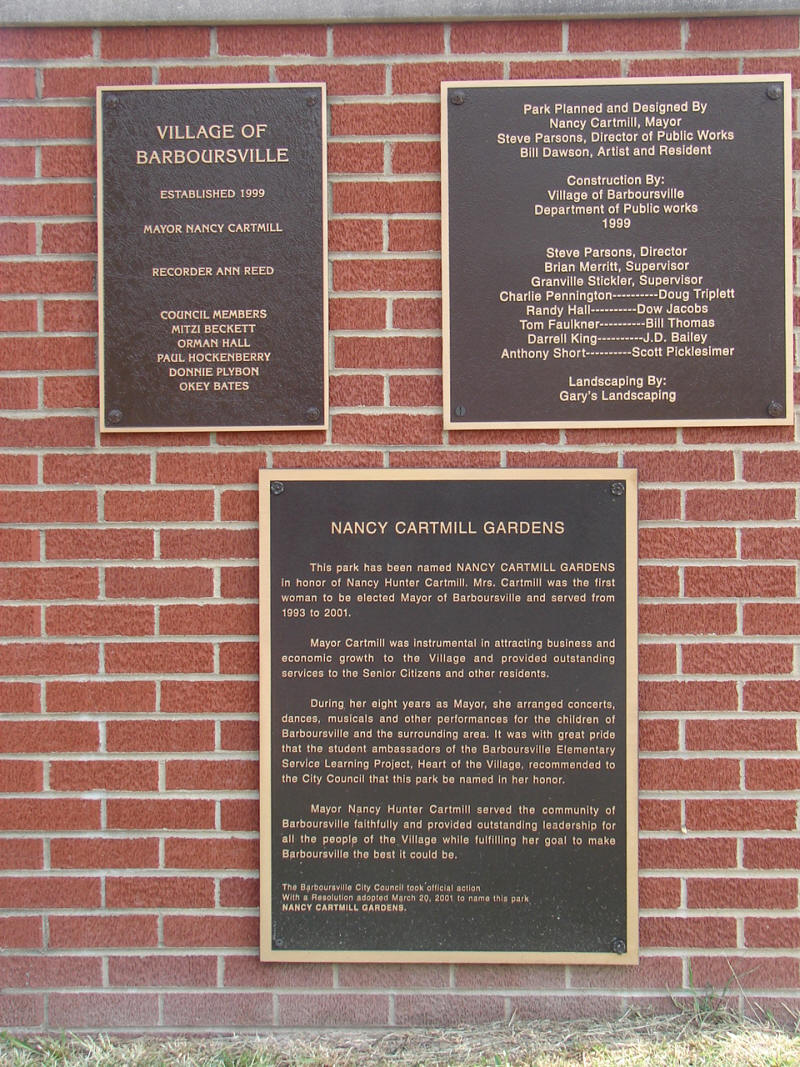 VILLAGE OF
BARBOURSVILLE
ESTABLISHED 1999
MAYOR NANCY CARTMILL
RECORDER ANN REED
COUNCIL MEMBERS
MITZI BECKETT
ORMAN HALL
PAUL HOCKENBERRY
DONNIE PLYBON
OKEY BATES
Park Planned and Designed By
Nancy Cartmill, Mayor
Steve Parsons, Director of Public Works
Bill Dawson, Artist and Resident
Construction By:
Village of Barboursville
Department of Public works
1999
Steve Parsons, Director
Brian Merritt, Supervisor
Granville Stickler, Supervisor
Charlie Pennington----------Doug Triplett
Randy Hall----------Dow Jacobs
Tom Faulkner----------Bill Thomas
Darrell King----------J.D. Bailey
Anthony Short----------Scott Picklesimer
Landscaping By:
Gary's Landscaping
NANCY CARTMILL GARDENS
This park has been named NANCY CARTMILL GARDENS
in honor of Nancy Hunter Cartmill. Mrs. Cartmill was the first
woman to be elected Mayor of Barboursville and served from
1993 to 2001.
Mayor Cartmill was instrumental in attracting business and
economic growth to the Village and provided outstanding
services to the Senior Citizens and other residents.
During her eight years as Mayor, she arranged concerts,
dances, musicals and other performances for the children of
Barboursville and the surrounding area. It was with great pride
that the student ambassadors of the Barboursville Elementary
Service Learning Project, Heart of the Village, recommended to
the City Council that this park be named in her honor.
Mayor Nancy Hunter Cartmill served the community of
Barboursville faithfully and provided outstanding leadership for
all the people of the Village while fulfilling her goal to make
Barboursville the best it could be.
The Barboursville City Council took official action
With a Resolution adopted March 20, 2001 to name this park
NANCY CARTMILL GARDENS.